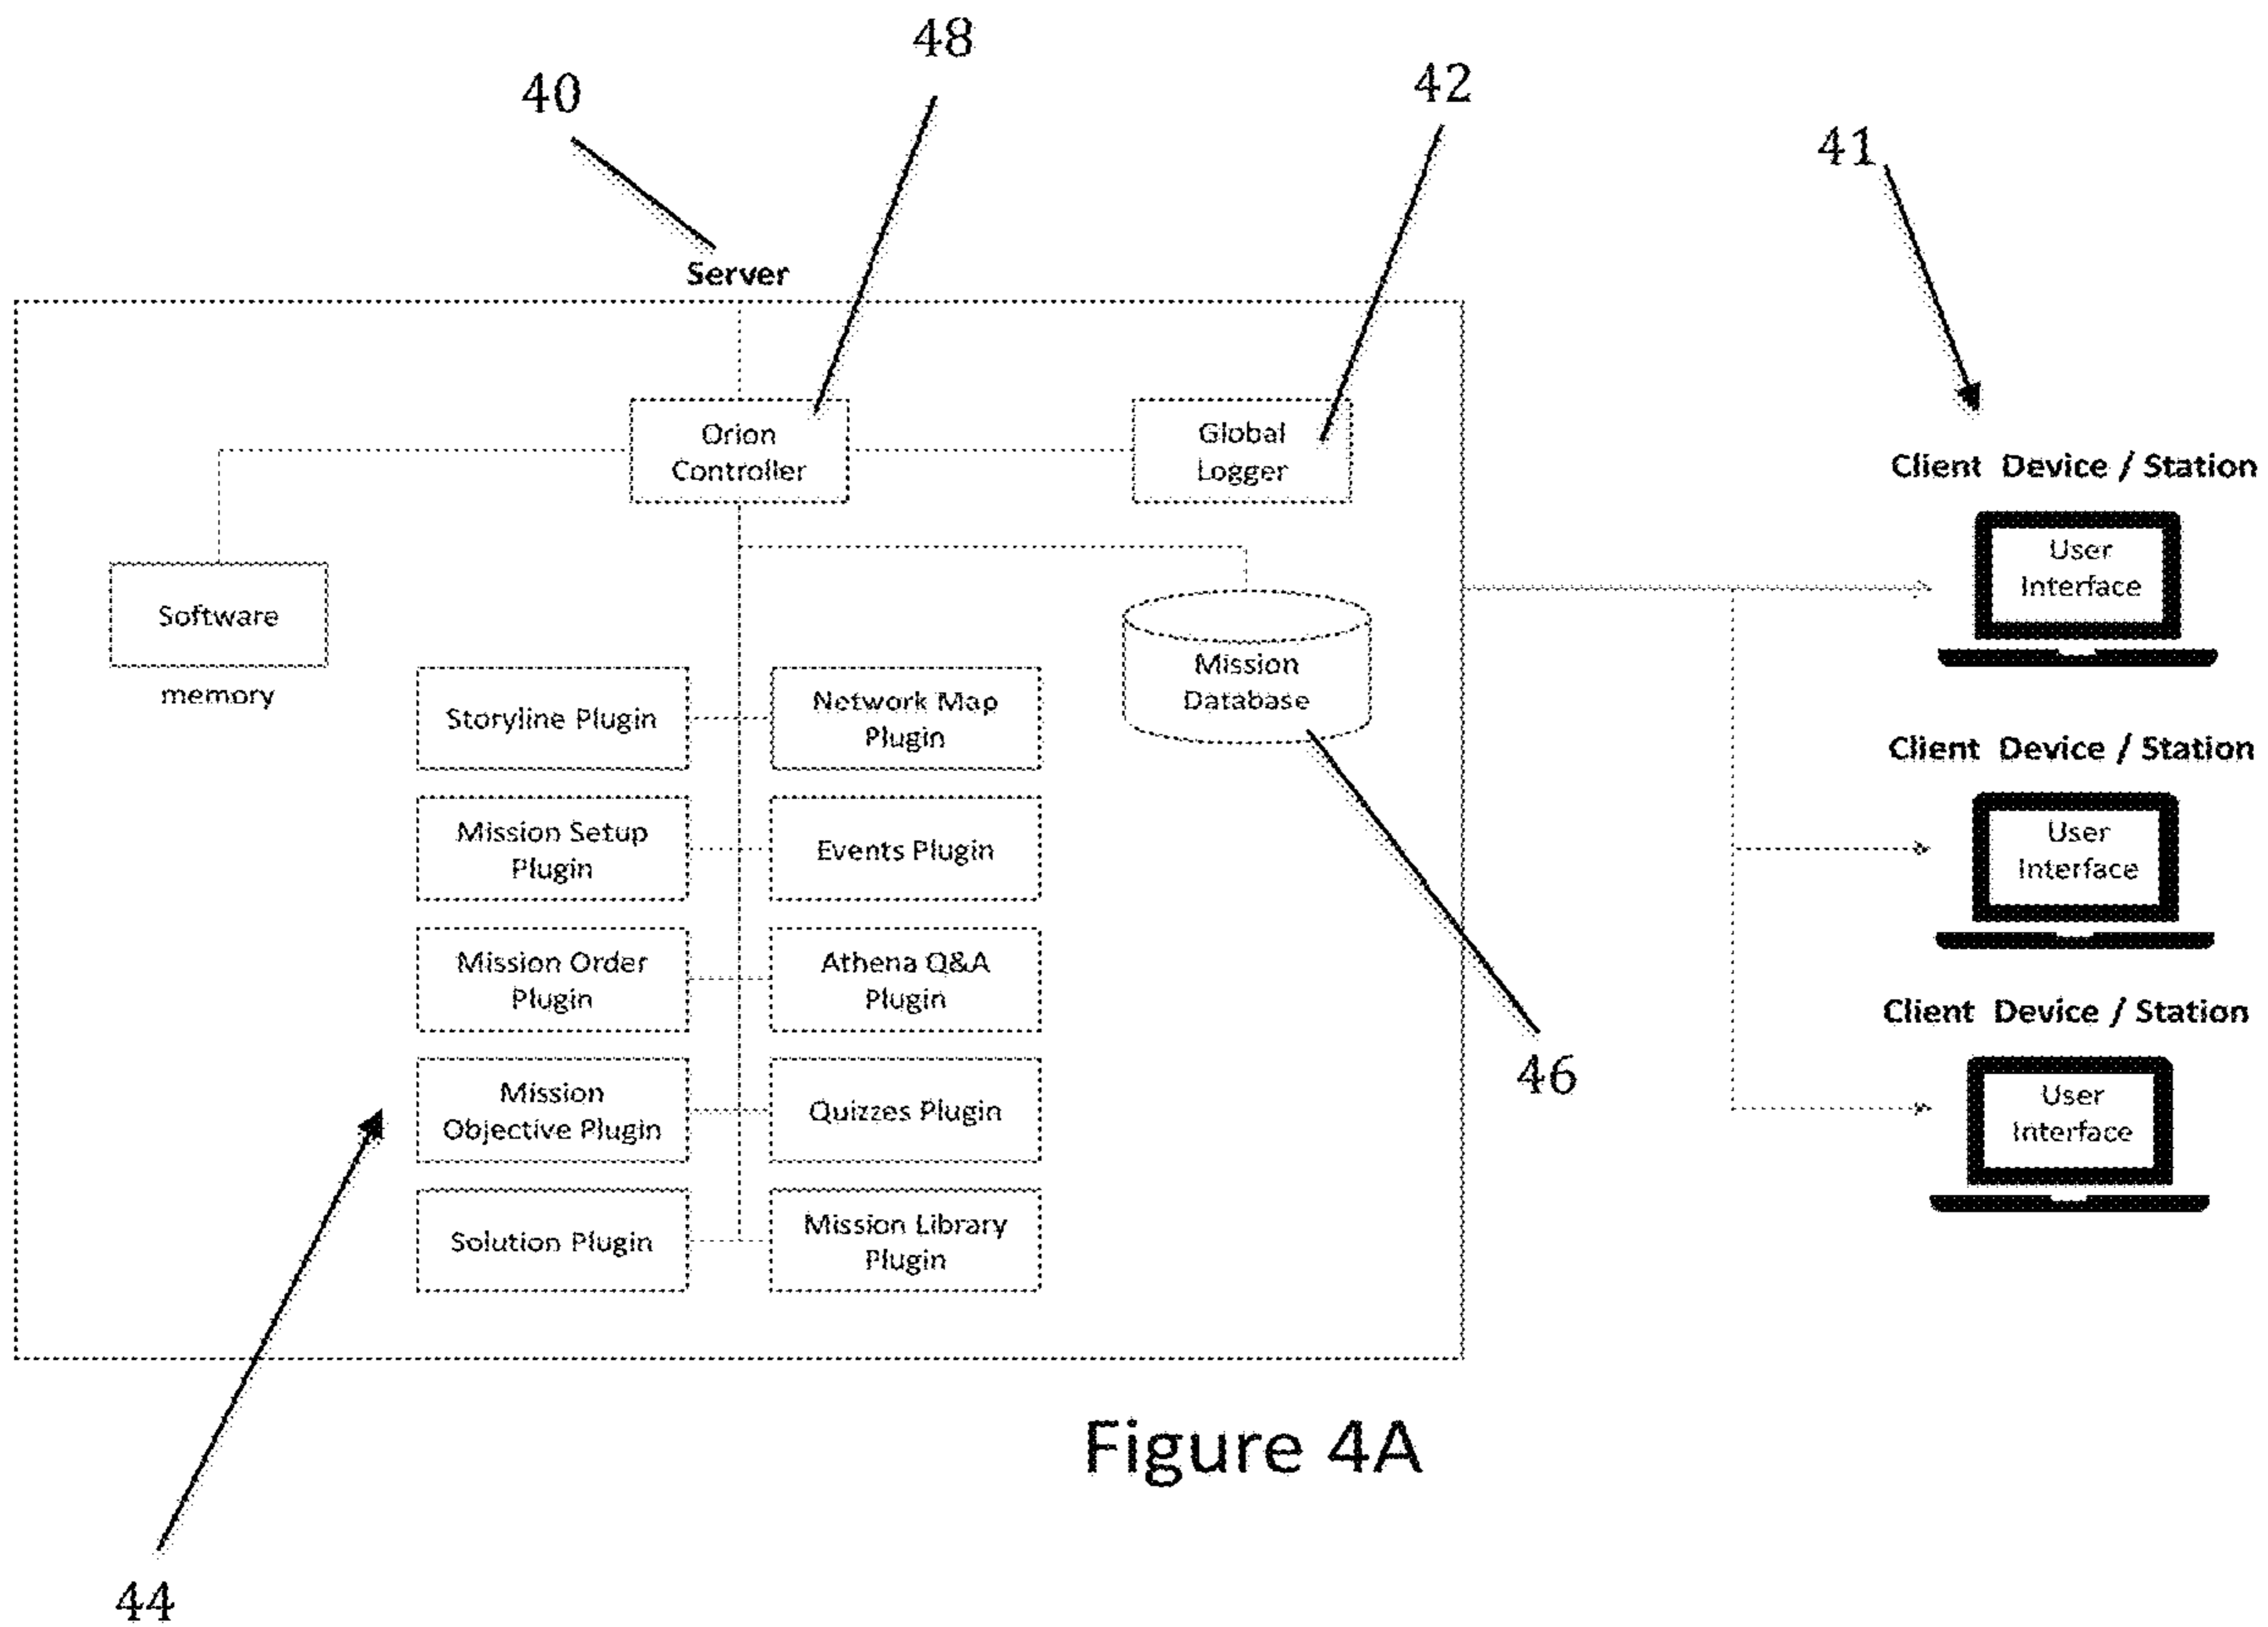 48
40
42
41
Server
Orion
Controller
Global
Logger
Client Device / Station
User
Interface
Software
memory
Mission
Database
Storyline Plugin
Network Map
Plugin
Client Device / Station
User
Interface
Mission Setup
Plugin
Events Plugin
Mission Order
Plugin
Athena Q&A
Plugin
Client Device / Station
User
Interface
46
Mission
Objective Plugin
Quizzes Plugin
Solution Plugin
Mission Library
Plugin
Figure 4A
44